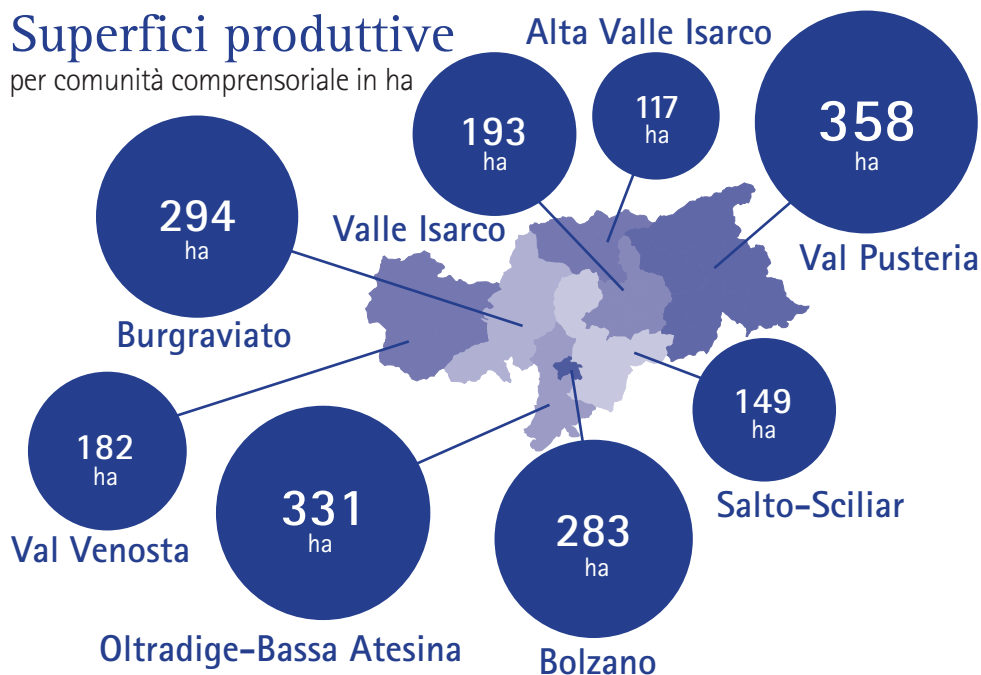 Superfici produttive
per comunità comprensoriale in ha
Alta Valle Isarco
117
ha
193
ha
Valle Isarco
358
ha
Val Pusteria
294
ha
Burgraviato
182
ha
Val Venosta
331
ha
Oltradige-Bassa Atesina
283
ha
Bolzano
149
ha
Salto-Sciliar